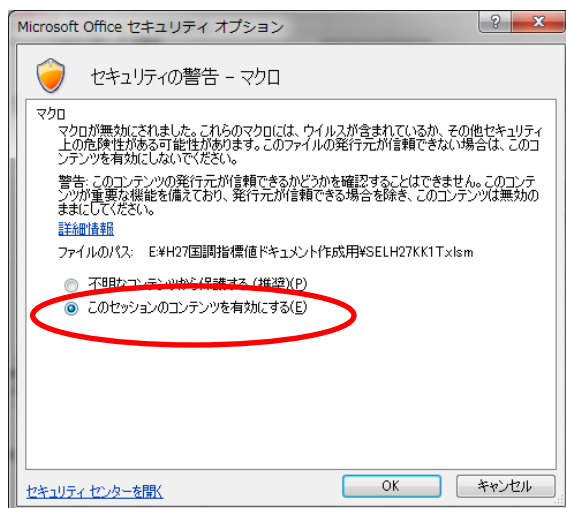 Microsoft Office セキュリティ オプション
セキュリティの警告 - マクロ
マクロ
マクロが無効にされました。これらのマクロには、ウイルスが含まれているか、その他セキュリティ
上の危険性がある可能性があります。このファイルの発行元が信頼できない場合は、このコ
ンテンツを有効にしないでください。
警告: このコンテンツの発行元が信頼できるかどうかを確認することはできません。このコンテ
ンツが重要な機能を備えており、発行元が信頼できる場合を除き、このコンテンツは無効の
ままにしてください。
詳細情報
ファイルのパス: E:¥H27国調指標値ドキュメント作成用¥SELH27KK1T.xlsm
不明なコンテンツから保護する (推奨)(P)
このセッションのコンテンツを有効にする(E)
セキュリティ センターを開く
OK
キャンセル